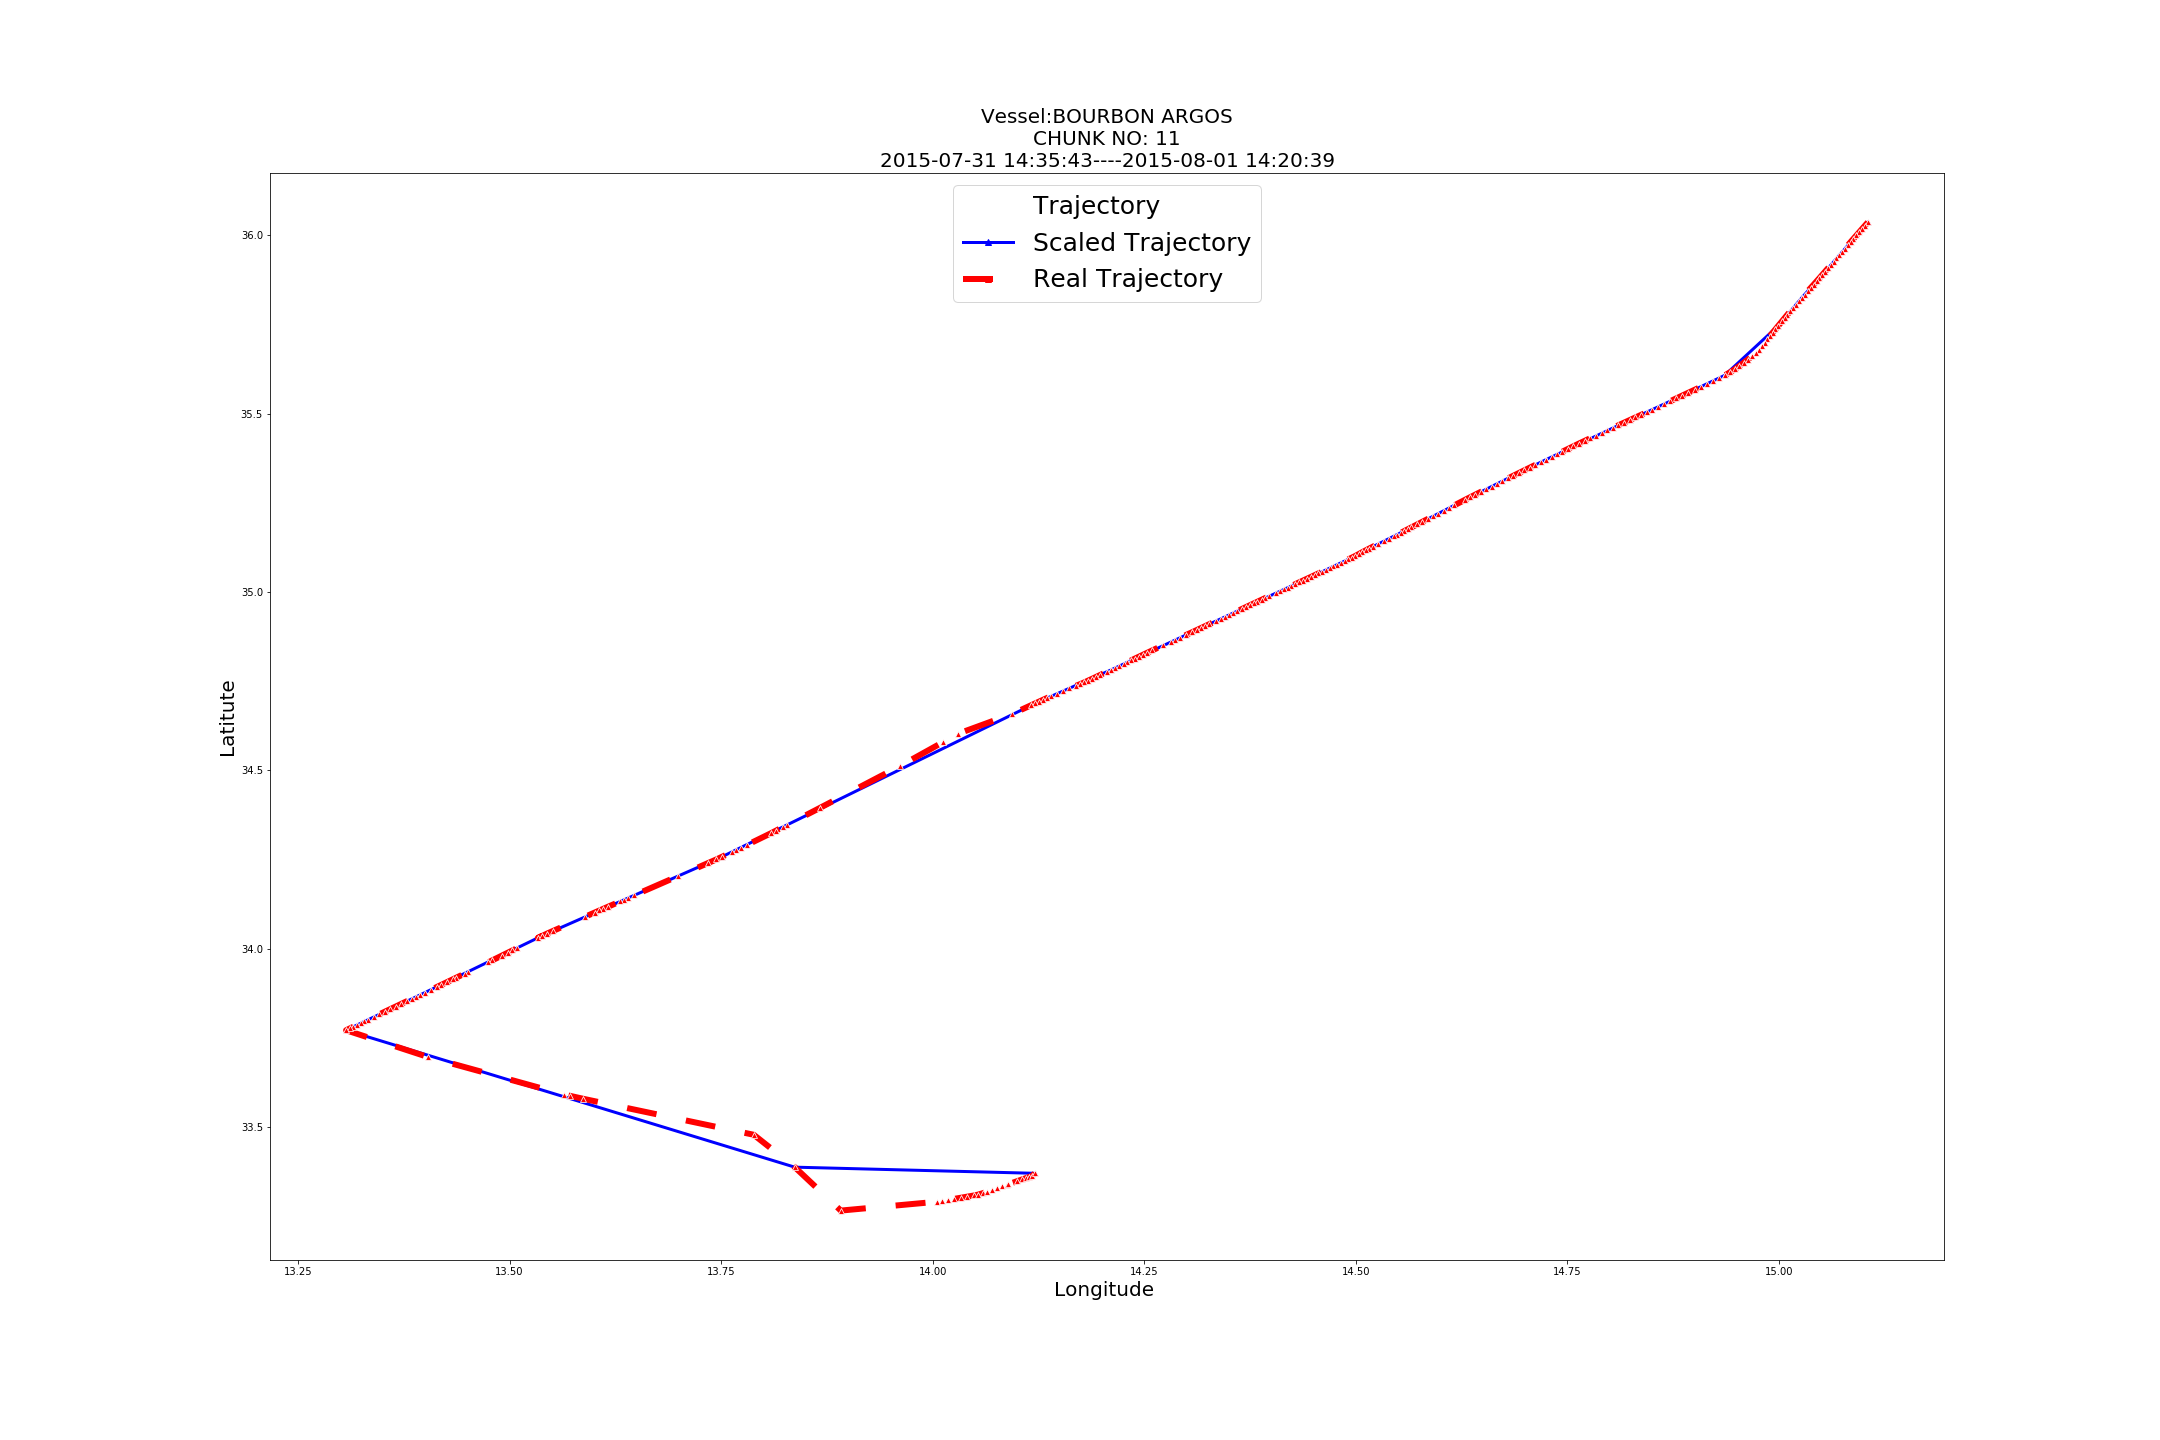 Vessel:BOURBON ARGOS
CHUNK NO: 11
2015-07-31 14:35:43----2015-08-01 14:20:39
Trajectory
Scaled Trajectory
Real Trajectory
36.0
35.5
35.0
34.5
34.0
33.5
Latitute
13.25 13.50 13.75 14.00 14.25 14.50 14.75 15.00
Longitude